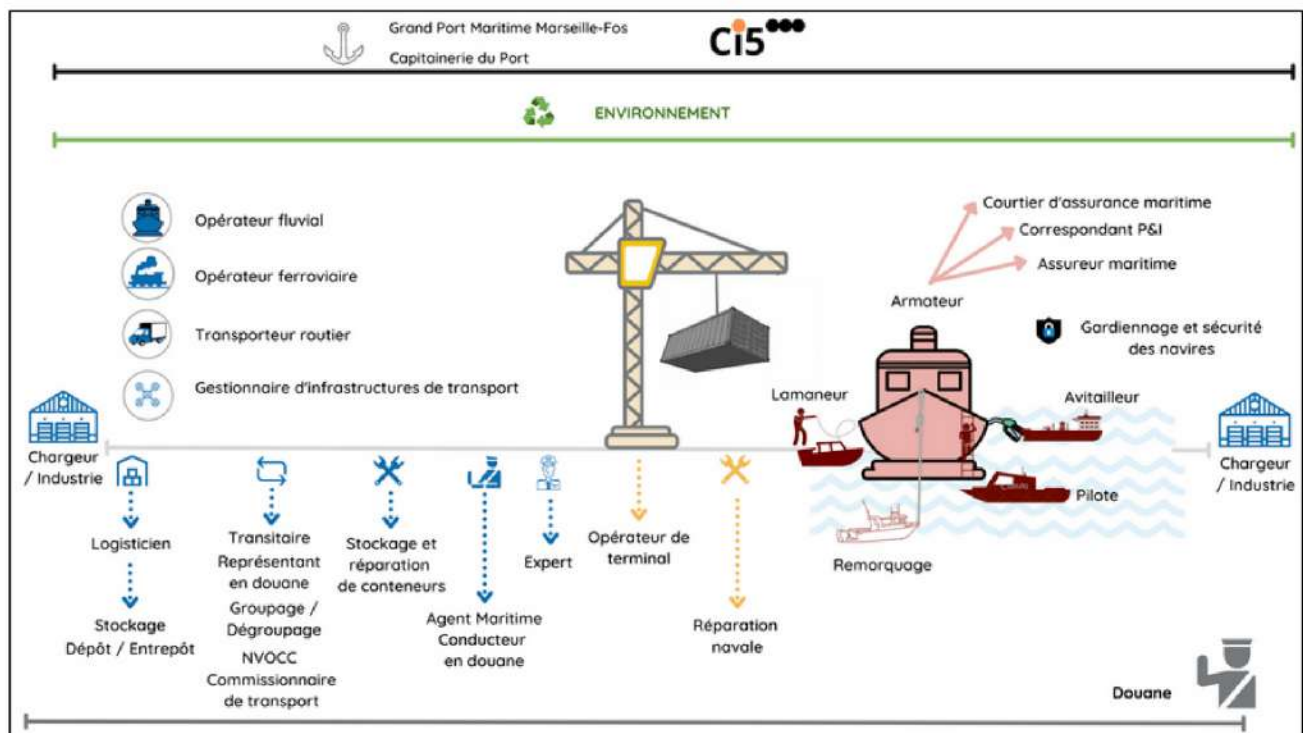 Grand Port Maritime Marseille-Fos
Capitainerie du Port
Ci5
ENVIRONNEMENT
Opérateur fluvial
Opérateur ferroviaire
Transporteur routier
Gestionnaire d'infrastructures de transport
Courtier d'assurance maritime
Correspondant P&I
Assureur maritime
Armateur
Gardiennage et sécurité
des navires
Lamaneur
Avitailleur
Pilote
Remorquage
Chargeur
/ Industrie
Chargeur
/ Industrie
Logisticien
Stockage
Dépôt / Entrepôt
Transitaire
Représentant
en douane
Groupage /
Dégroupage
NVOCC
Commissionnaire
de transport
Stockage et
réparation
de conteneurs
Agent Maritime
Conducteur
en douane
Expert
Opérateur de
terminal
Réparation
navale
Douane